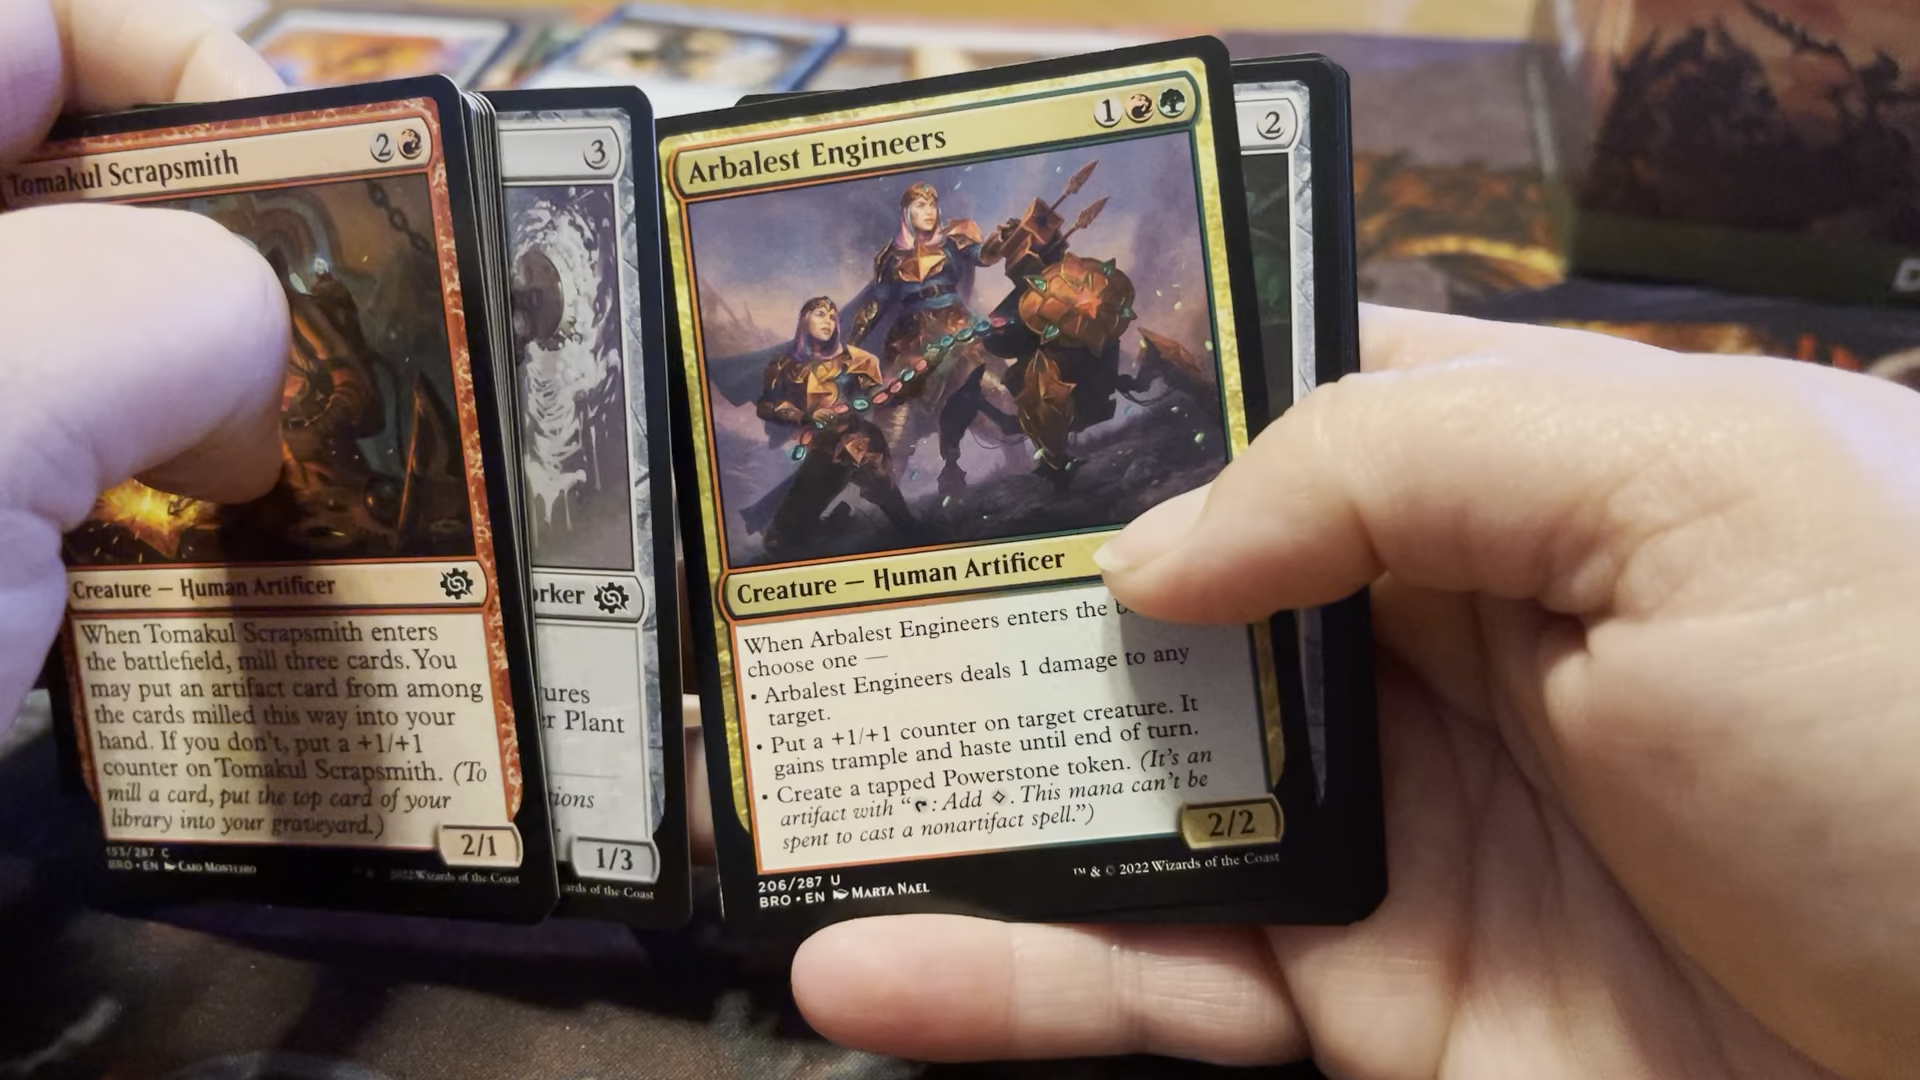 Tomakul Scrapsmith
2
Creature — Human Artificer
When Tomakul Scrapsmith enters
the battlefield, mill three cards. You
may put an artifact card from among
the cards milled this way into your
hand. If you don't, put a +1/+1
counter on Tomakul Scrapsmith. (To
mill a card, put the top card of your
library into your graveyard.)
2/1
153/287 C
BRO • EN Caio Monteiro
2022 Wizards of the Coast
3
Plant
1/3
of the Coast
Arbalest Engineers
1
Creature — Human Artificer
When Arbalest Engineers enters the
choose one —
• Arbalest Engineers deals 1 damage to any
target.
• Put a +1/+1 counter on target creature. It
gains trample and haste until end of turn.
• Create a tapped Powerstone token. (It's an
artifact with “: Add . This mana can't be
spent to cast a nonartifact spell.”)
2/2
206/287 U
BRO • EN Marta Nael
™ & © 2022 Wizards of the Coast
2